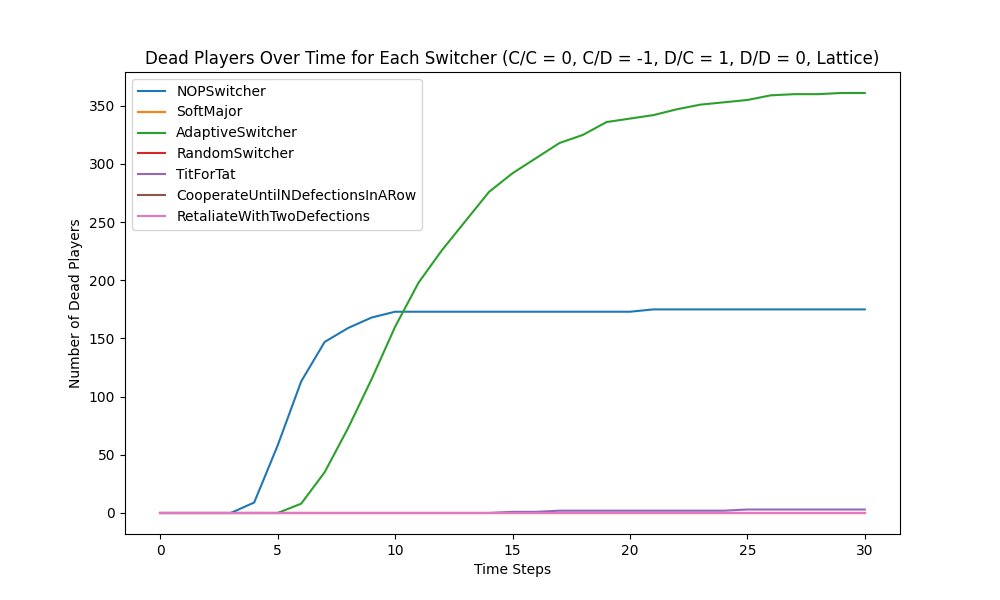 Dead Players Over Time for Each Switcher (C/C = 0, C/D = -1, D/C = 1, D/D = 0, Lattice)
NOPSwitcher
SoftMajor
AdaptiveSwitcher
RandomSwitcher
TitForTat
CooperateUntilNDefectionsInARow
RetaliateWithTwoDefections
Number of Dead Players
350
300
250
200
150
100
50
0
0 5 10 15 20 25 30
Time Steps